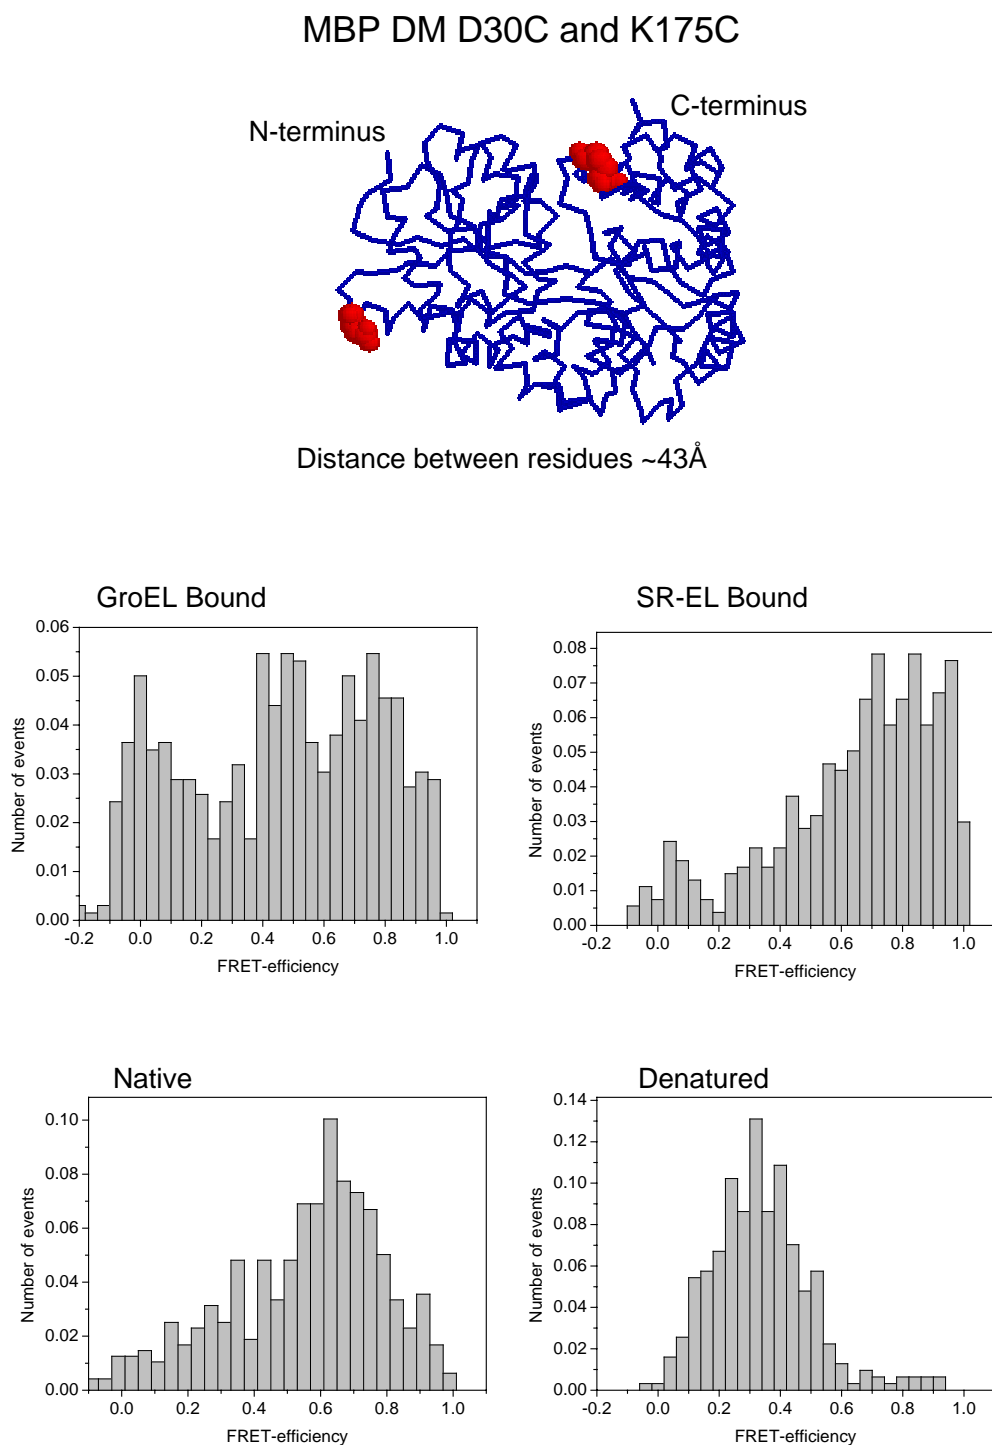 MBP DM D30C and K175C
N-terminus
C-terminus
Distance between residues ~43Å
GroEL Bound
0.06
0.05
0.04
0.03
0.02
0.01
0.00
Number of events
-0.2 0.0 0.2 0.4 0.6 0.8 1.0
FRET-efficiency
SR-EL Bound
0.08
0.07
0.06
0.05
0.04
0.03
0.02
0.01
0.00
Number of events
-0.2 0.0 0.2 0.4 0.6 0.8 1.0
FRET-efficiency
Native
0.10
0.08
0.06
0.04
0.02
0.00
Number of events
0.0 0.2 0.4 0.6 0.8 1.0
FRET-efficiency
Denatured
0.14
0.12
0.10
0.08
0.06
0.04
0.02
0.00
Number of events
-0.2 0.0 0.2 0.4 0.6 0.8 1.0
FRET-efficiency